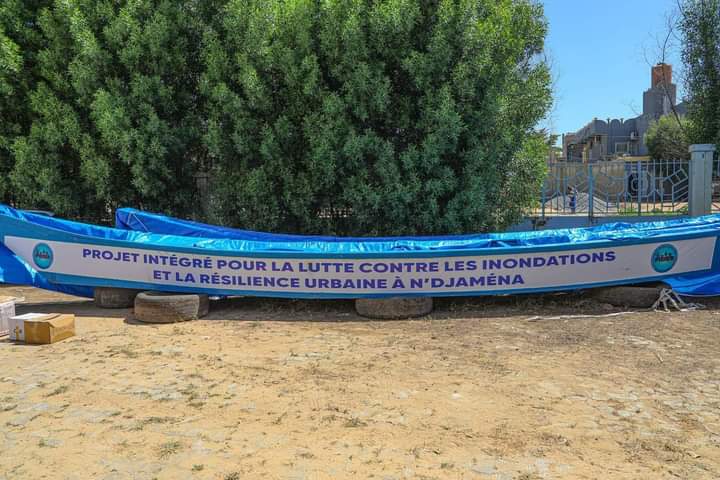 PROJET INTÉGRÉ POUR LA LUTTE CONTRE LES INONDATIONS
ET LA RÉSILIENCE URBAINE À N'DJAMÉNA